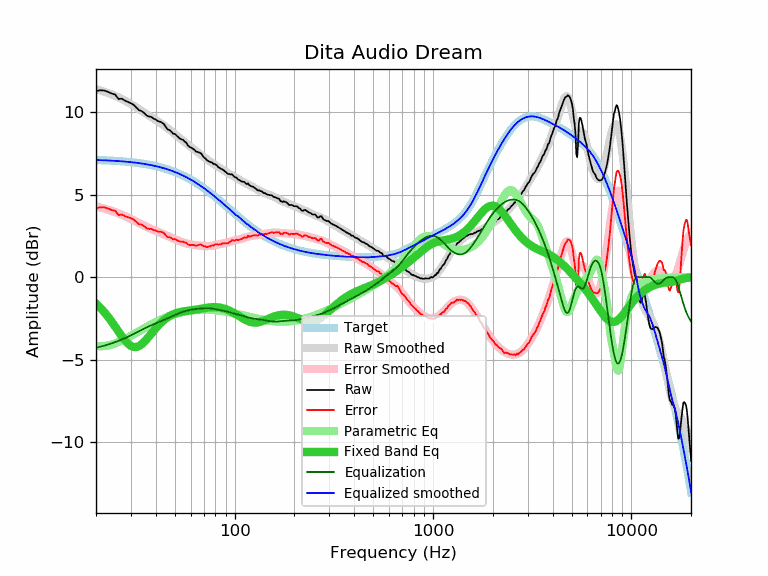 Dita Audio Dream
10
5
0
−5
−10
Amplitude (dBr)
Target
Raw Smoothed
Error Smoothed
Raw
Error
Parametric Eq
Fixed Band Eq
Equalization
Equalized smoothed
100
1000
10000
Frequency (Hz)